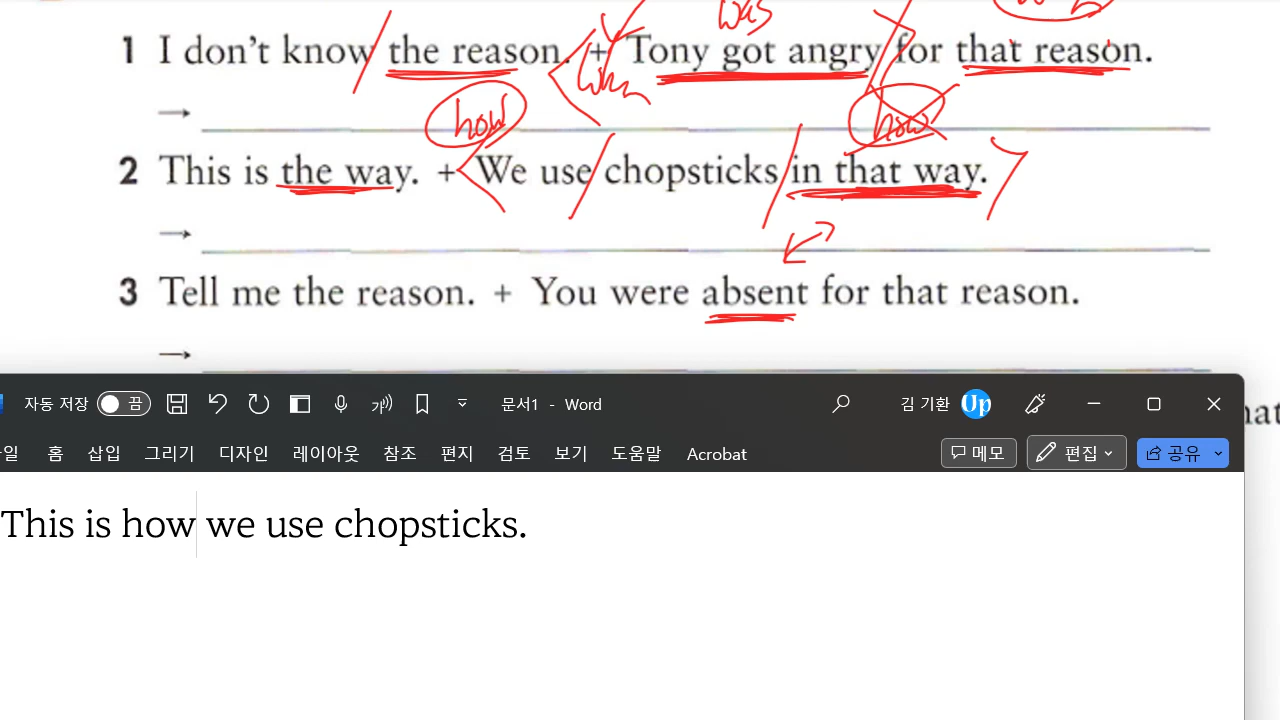 was
1 I don't know the reason. + Tony got angry for that reason.
→
how how
2 This is the way. + We use chopsticks in that way.
→
3 Tell me the reason. + You were absent for that reason.
→
자동 저장 끔 가 문서1 - Word 김 기환 Up
일 홈 삽입 그리기 디자인 레이아웃 참조 편지 검토 보기 도움말 Acrobat 메모 편집 공유
This is how we use chopsticks.